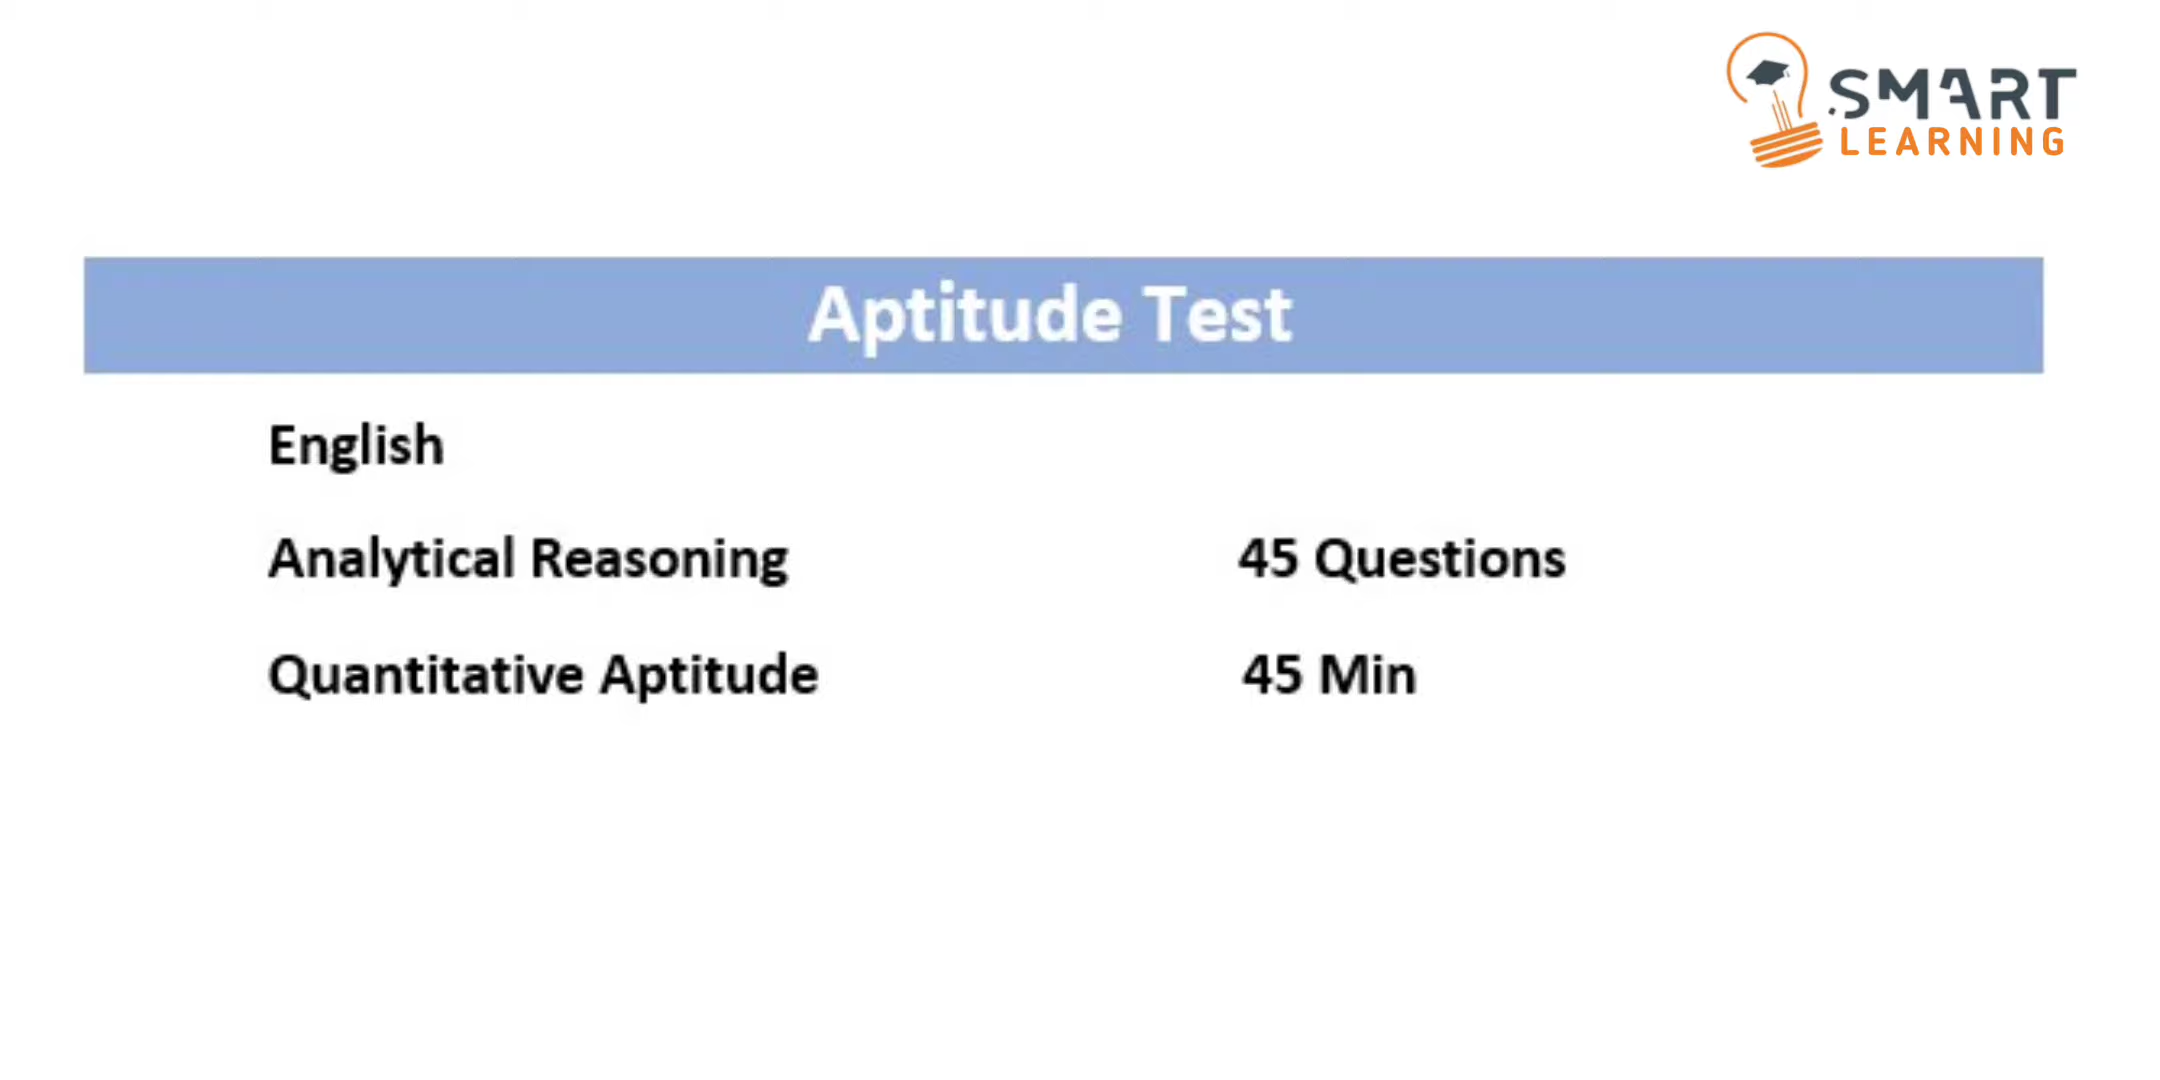 SMART
LEARNING
Aptitude Test
English
Analytical Reasoning 45 Questions
Quantitative Aptitude 45 Min